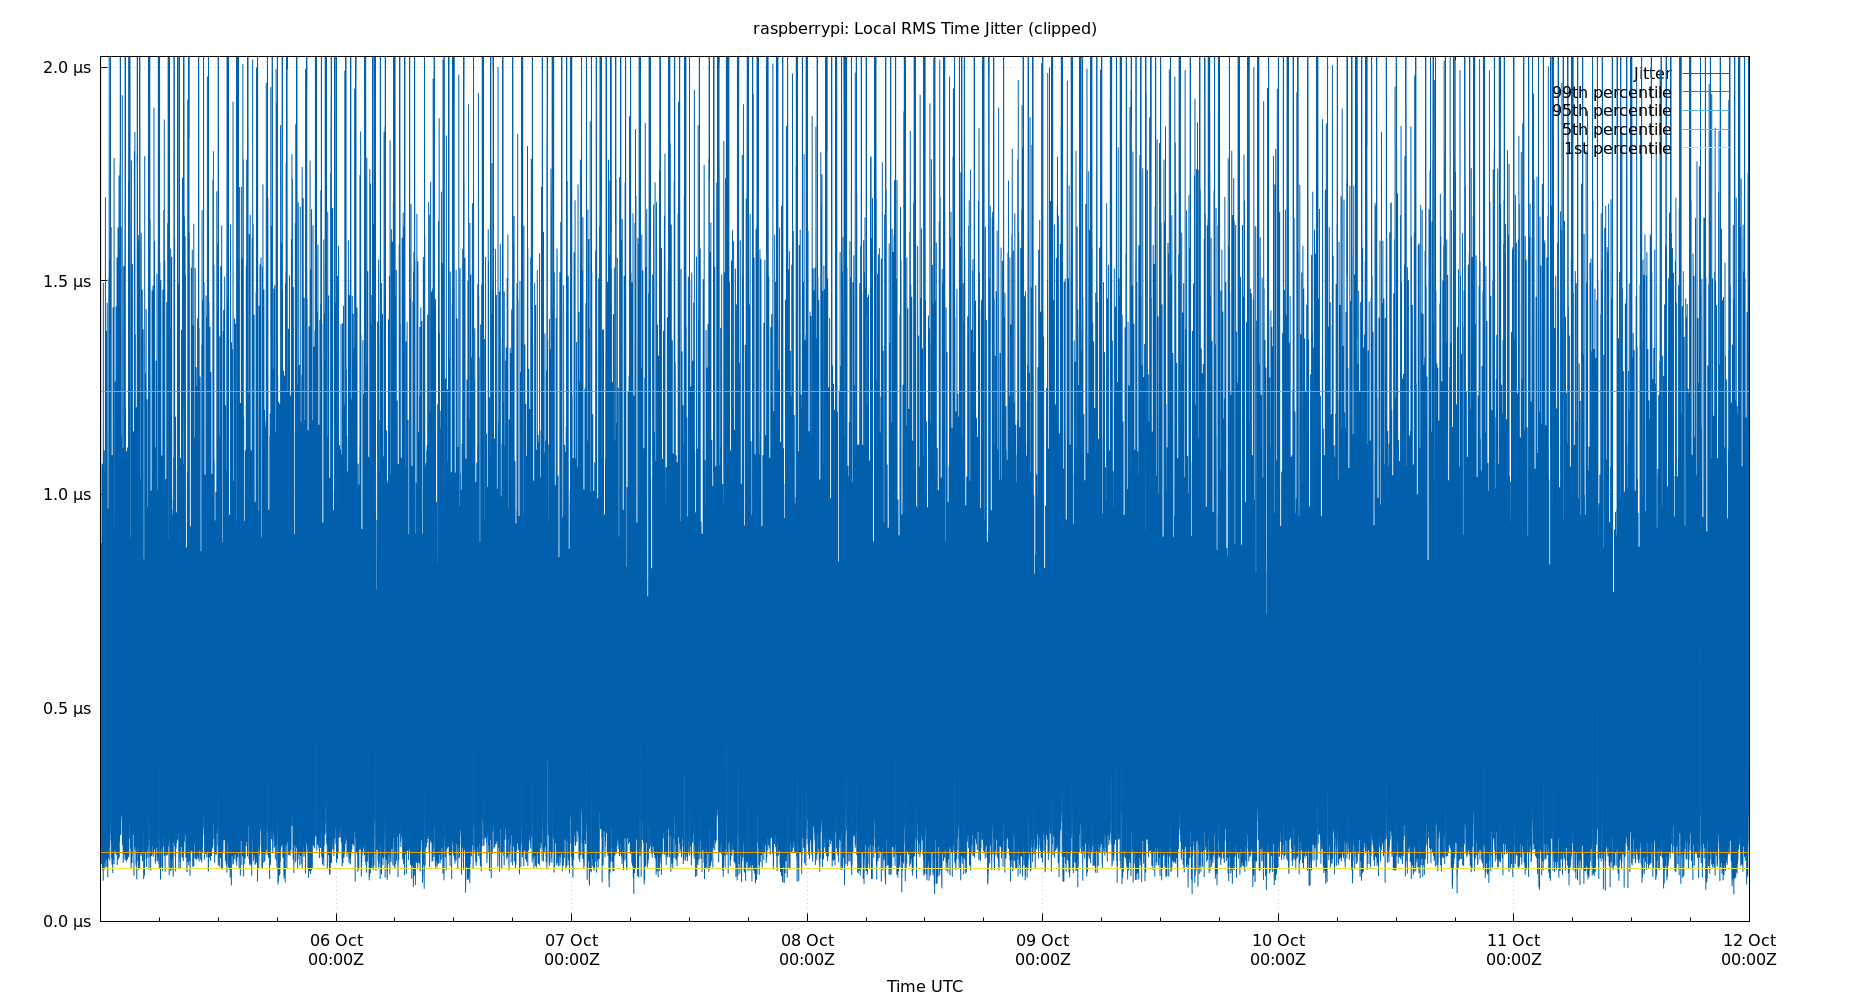 raspberrypi: Local RMS Time Jitter (clipped)
2.0 µs
1.5 µs
1.0 µs
0.5 µs
0.0 µs
Jitter
99th percentile
95th percentile
5th percentile
1st percentile
06 Oct
00:00Z
07 Oct
00:00Z
08 Oct
00:00Z
09 Oct
00:00Z
10 Oct
00:00Z
11 Oct
00:00Z
12 Oct
00:00Z
Time UTC